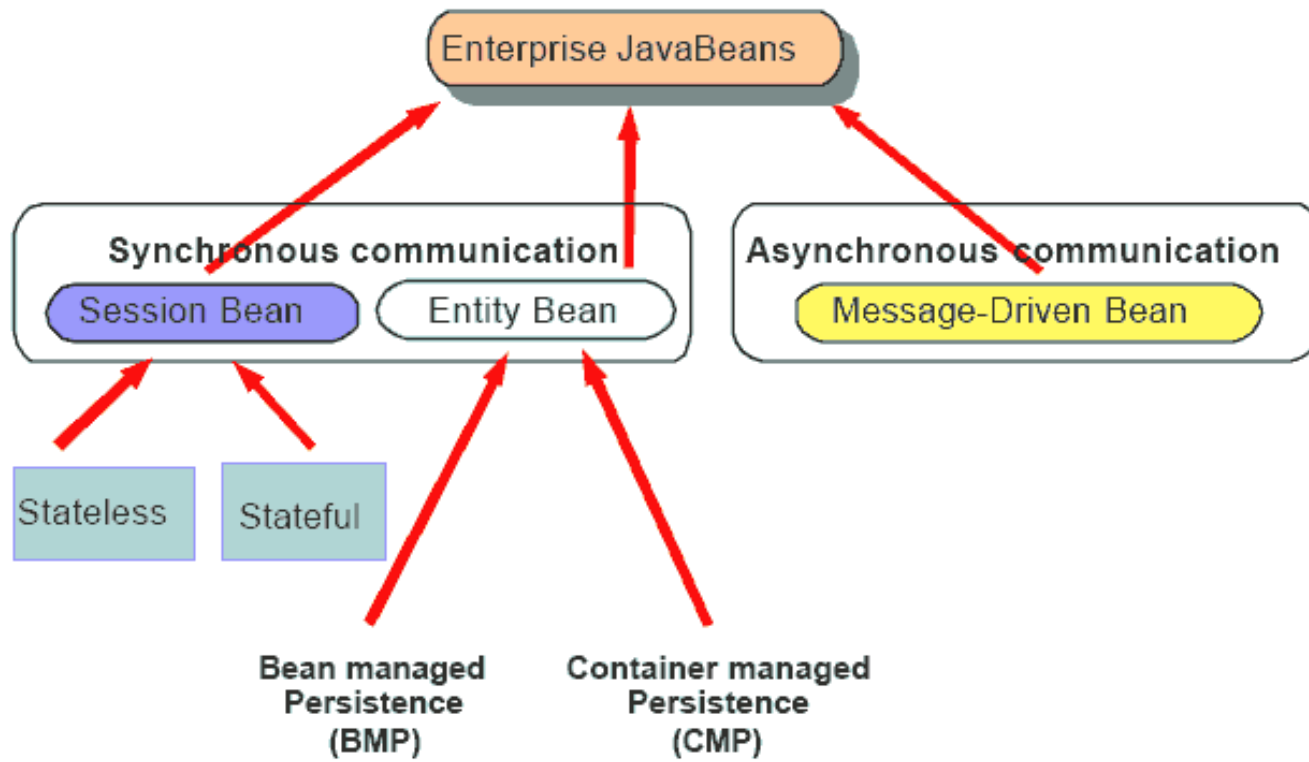 Enterprise JavaBeans
Synchronous communication
Asynchronous communication
Session Bean
Entity Bean
Message-Driven Bean
Stateless
Stateful
Bean managed
Persistence
(BMP)
Container managed
Persistence
(CMP)